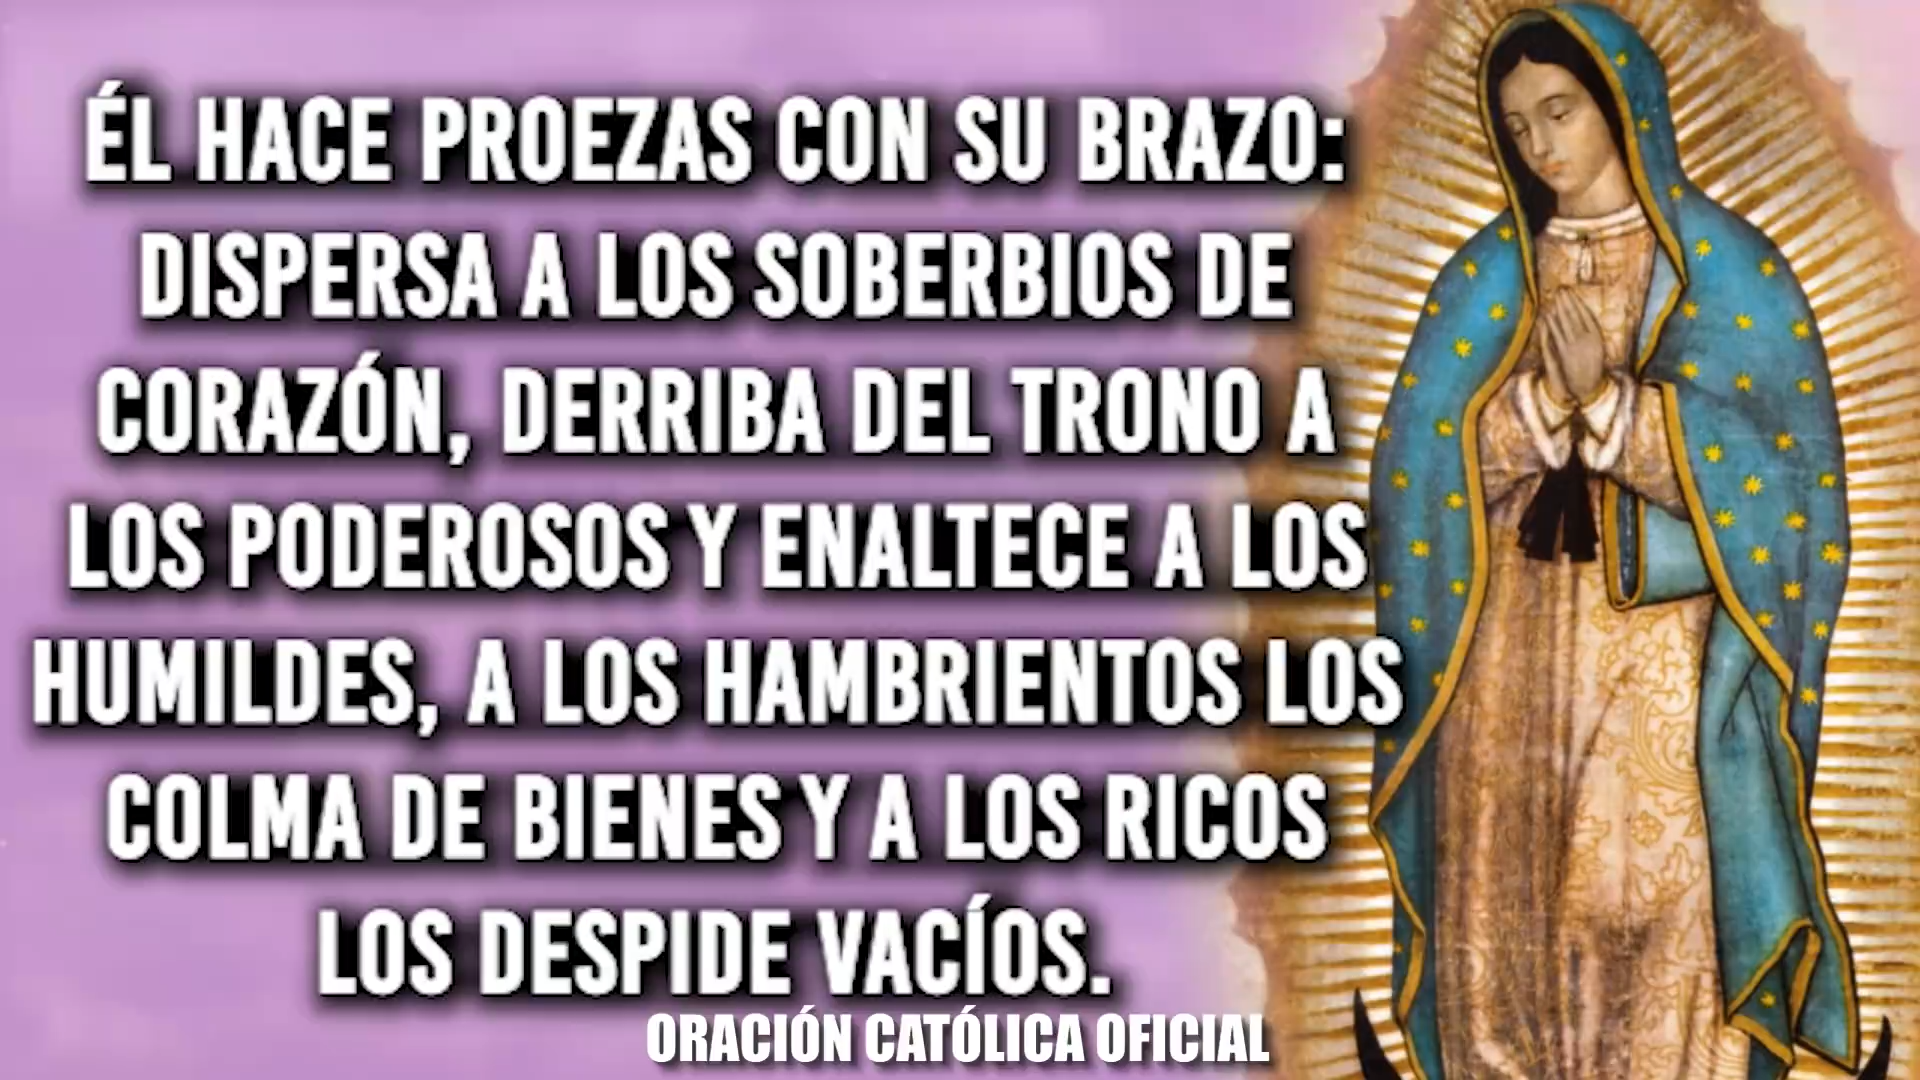 ÉL HACE PROEZAS CON SU BRAZO:
DISPERSA A LOS SOBERBIOS DE
CORAZÓN, DERRIBA DEL TRONO A
LOS PODEROSOS Y ENALTECE A LOS
HUMILDES, A LOS HAMBRIENTOS LOS
COLMA DE BIENES Y A LOS RICOS
LOS DESPIDE VACÍOS.
ORACIÓN CATÓLICA OFICIAL